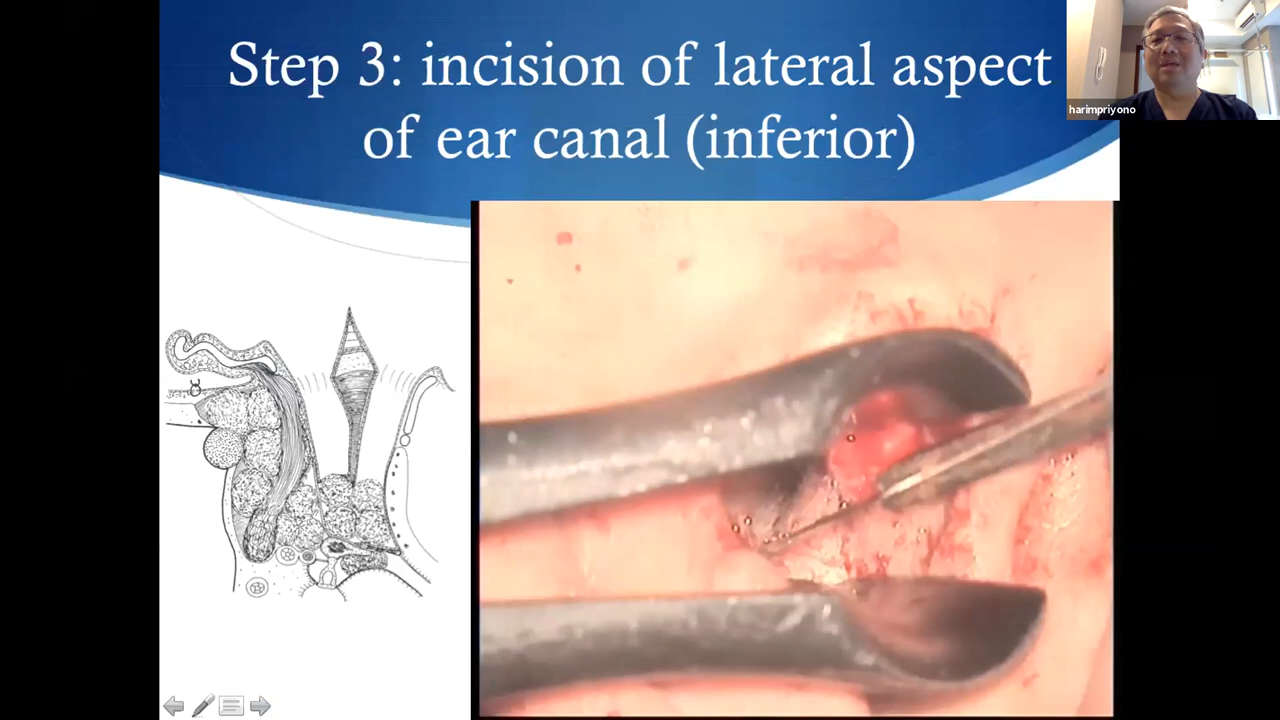 Step 3: incision of lateral aspect
of ear canal (inferior)
harimpriyono